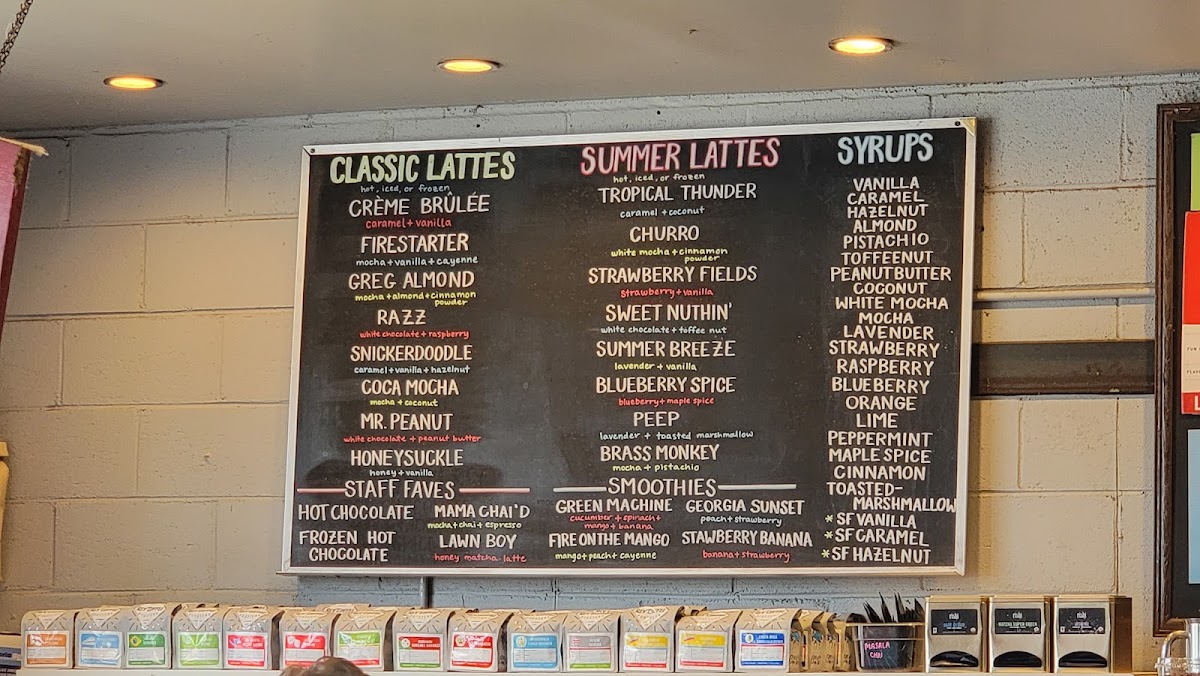 CLASSIC LATTES
hot, iced, or frozen
CRÈME BRÛLÉE
caramel + vanilla
FIRESTARTER
mocha + vanilla + cayenne
GREG ALMOND
mocha + almond + cinnamon
powder
RAZZ
white chocolate + raspberry
SNICKERDOODLE
caramel + vanilla + hazelnut
COCA MOCHA
mocha + coconut
MR. PEANUT
white chocolate + peanut butter
HONEYSUCKLE
honey + vanilla
STAFF FAVES
HOT CHOCOLATE
FROZEN HOT
CHOCOLATE
MAMA CHAI'D
mocha + chai + espresso
LAWN BOY
honey matcha latte
SUMMER LATTES
hot, iced, or frozen
TROPICAL THUNDER
caramel + coconut
CHURRO
white mocha + cinnamon
powder
STRAWBERRY FIELDS
strawberry + vanilla
SWEET NUTHIN'
white chocolate + toffee nut
SUMMER BREEZE
lavender + vanilla
BLUEBERRY SPICE
blueberry + maple spice
PEEP
lavender + toasted marshmallow
BRASS MONKEY
mocha + pistachio
SMOOTHIES
GREEN MACHINE
cucumber + spinach +
mango + banana
FIRE ON THE MANGO
mango + peach + cayenne
GEORGIA SUNSET
peach + strawberry
STAWBERRY BANANA
banana + strawberry
SYRUPS
VANILLA
CARAMEL
HAZELNUT
ALMOND
PISTACHIO
TOFFEENUT
PEANUT BUTTER
COCONUT
WHITE MOCHA
MOCHA
LAVENDER
STRAWBERRY
RASPBERRY
BLUEBERRY
ORANGE
LIME
PEPPERMINT
MAPLE SPICE
CINNAMON
TOASTED-
MARSHMALLOW
* SF VANILLA
* SF CARAMEL
* SF HAZELNUT
MASALA
CHAI
rishi
rishi
rishi